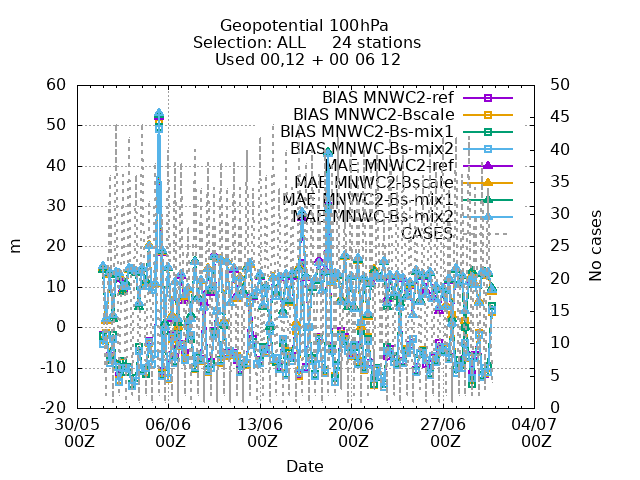 Geopotential 100hPa
Selection: ALL 24 stations
Used 00,12 + 00 06 12
60 50
50 45
40 40
30 35
20 30
10 25
0 20
-10 15
-20 10
5
0
m
No cases
BIAS MNWC2-ref
BIAS MNWC2-Bscale
BIAS MNWC2-Bs-mix1
BIAS MNWC-Bs-mix2
MAE MNWC2-ref
MAE MNWC2-Bscale
MAE MNWC2-Bs-mix1
MAE MNWC-Bs-mix2
CASES
30/05 06/06 13/06 20/06 27/06 04/07
00Z 00Z 00Z 00Z 00Z 00Z
Date